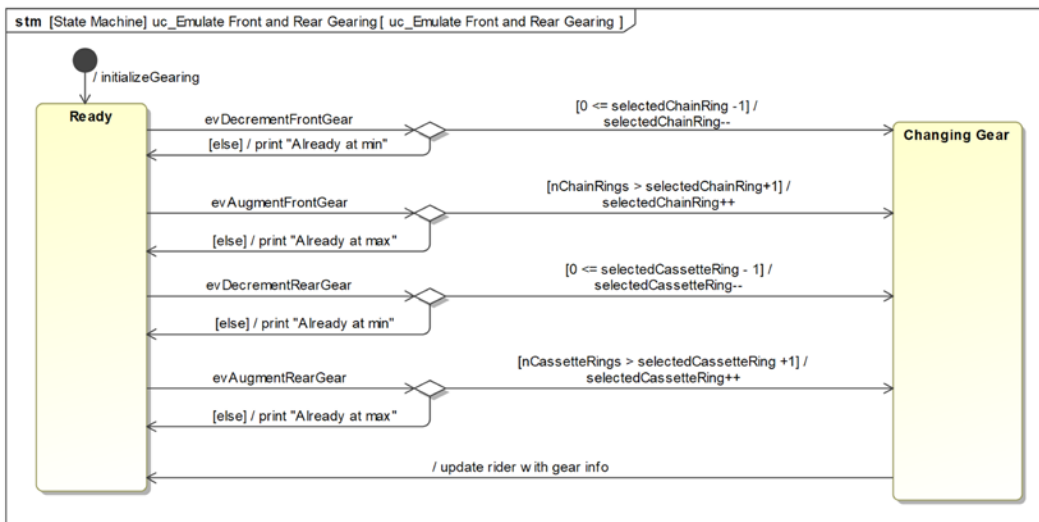 stm [State Machine] uc_Emulate Front and Rear Gearing [ uc_Emulate Front and Rear Gearing ]
/ initializeGearing
Ready
evDecrementFrontGear
[0 <= selectedChainRing -1] /
selectedChainRing--
Changing Gear
[else] / print "Already at min"
evAugmentFrontGear
[nChainRings > selectedChainRing+1] /
selectedChainRing++
[else] / print "Already at max"
evDecrementRearGear
[0 <= selectedCassetteRing - 1] /
selectedCassetteRing--
[else] / print "Already at min"
evAugmentRearGear
[nCassetteRings > selectedCassetteRing +1] /
selectedCassetteRing++
[else] / print "Already at max"
/ update rider with gear info